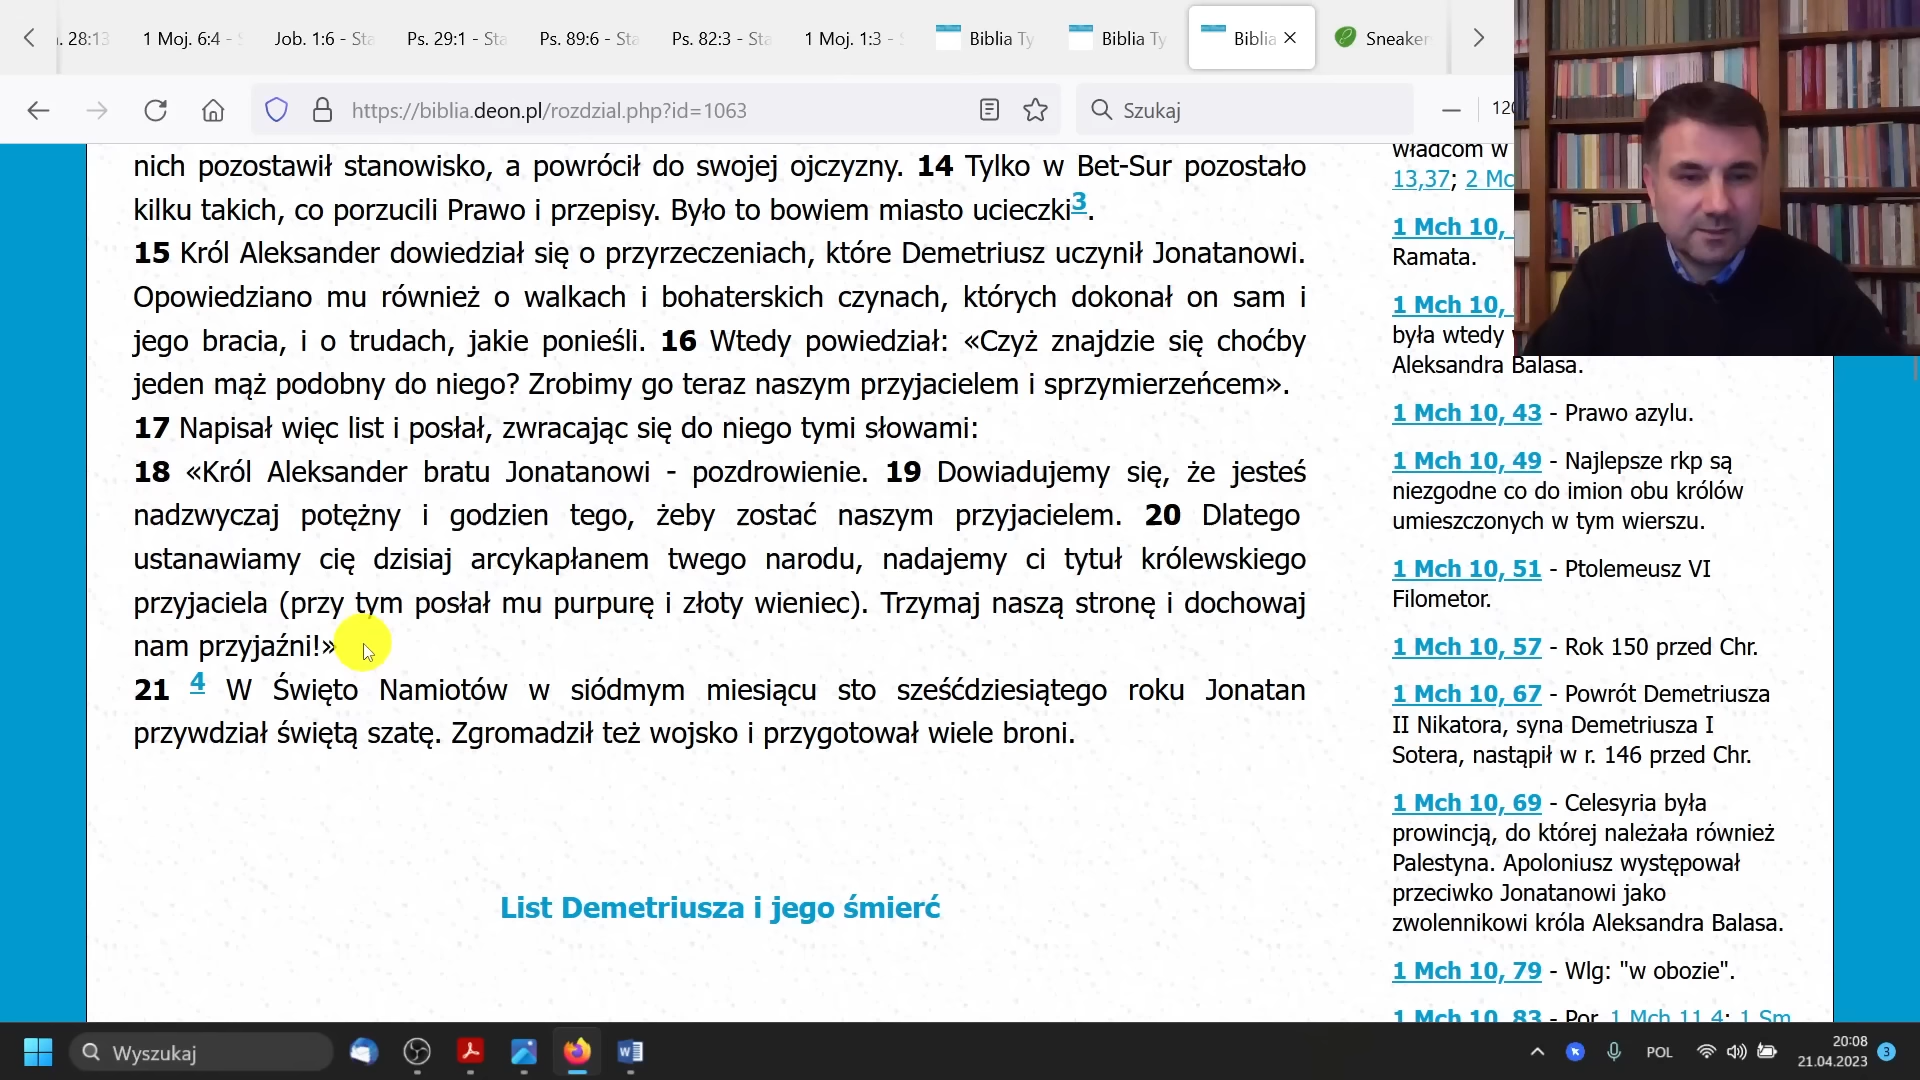 . 28:13
1 Moj. 6:4 -
Job. 1:6 - Sta
Ps. 29:1 - Sta
Ps. 89:6 - Sta
Ps. 82:3 - Sta
1 Moj. 1:3 -
Biblia Ty
Biblia Ty
Biblia
Sneaker
https://biblia.deon.pl/rozdzial.php?id=1063
Szukaj
120
nich pozostawił stanowisko, a powrócił do swojej ojczyzny. 14 Tylko w Bet-Sur pozostało
kilku takich, co porzucili Prawo i przepisy. Było to bowiem miasto ucieczki3.
15 Król Aleksander dowiedział się o przyrzeczeniach, które Demetriusz uczynił Jonatanowi.
Opowiedziano mu również o walkach i bohaterskich czynach, których dokonał on sam i
jego bracia, i o trudach, jakie ponieśli. 16 Wtedy powiedział: «Czyż znajdzie się choćby
jeden mąż podobny do niego? Zrobimy go teraz naszym przyjacielem i sprzymierzeńcem».
17 Napisał więc list i posłał, zwracając się do niego tymi słowami:
18 «Król Aleksander bratu Jonatanowi - pozdrowienie. 19 Dowiadujemy się, że jesteś
nadzwyczaj potężny i godzien tego, żeby zostać naszym przyjacielem. 20 Dlatego
ustanawiamy cię dzisiaj arcykapłanem twego narodu, nadajemy ci tytuł królewskiego
przyjaciela (przy tym posłał mu purpurę i złoty wieniec). Trzymaj naszą stronę i dochowaj
nam przyjaźni!»
21 4 W Święto Namiotów w siódmym miesiącu sto sześćdziesiątego roku Jonatan
przywdział świętą szatę. Zgromadził też wojsko i przygotował wiele broni.
List Demetriusza i jego śmierć
władcom w
13,37; 2 Mc
1 Mch 10,
Ramata.
1 Mch 10,
była wtedy
Aleksandra Balasa.
1 Mch 10, 43 - Prawo azylu.
1 Mch 10, 49 - Najlepsze rkp są
niezgodne co do imion obu królów
umieszczonych w tym wierszu.
1 Mch 10, 51 - Ptolemeusz VI
Filometor.
1 Mch 10, 57 - Rok 150 przed Chr.
1 Mch 10, 67 - Powrót Demetriusza
II Nikatora, syna Demetriusza I
Sotera, nastąpił w r. 146 przed Chr.
1 Mch 10, 69 - Celesyria była
prowincją, do której należała również
Palestyna. Apoloniusz występował
przeciwko Jonatanowi jako
zwolennikowi króla Aleksandra Balasa.
1 Mch 10, 79 - Wlg: "w obozie".
1 Mch 10, 83 - Por. 1 Mch 11,4; 1 Sm
Wyszukaj
POL
20:08
21.04.2023
3